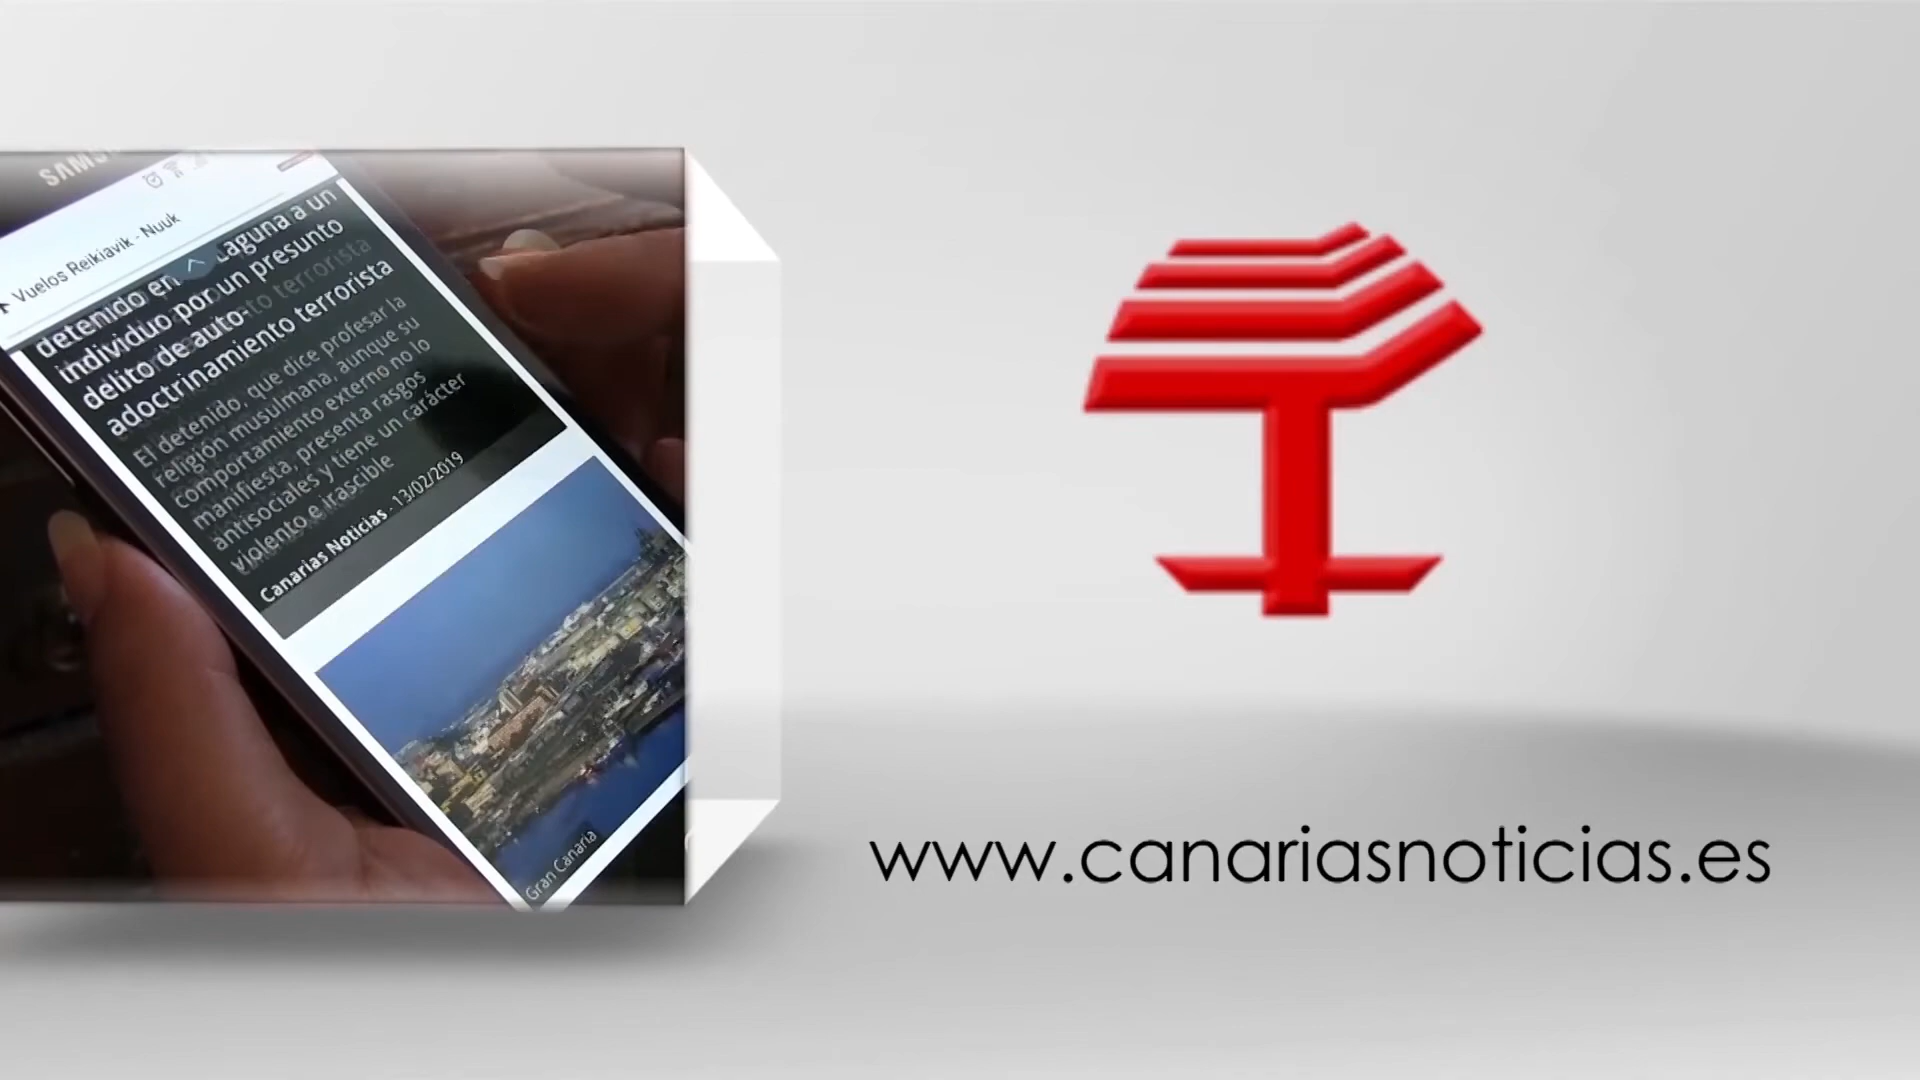 Vuelos Reikiavik - Nuuk
detenido en Laguna a un
individuo por un presunto
delito de auto-
adoctrinamiento terrorista
El detenido, que dice profesar la
religión musulmana, aunque su
comportamiento externo no lo
manifiesta, presenta rasgos
antisociales y tiene un carácter
violento e irascible
Canarias Noticias - 13/02/2019
Gran Canaria
www.canariasnoticias.es